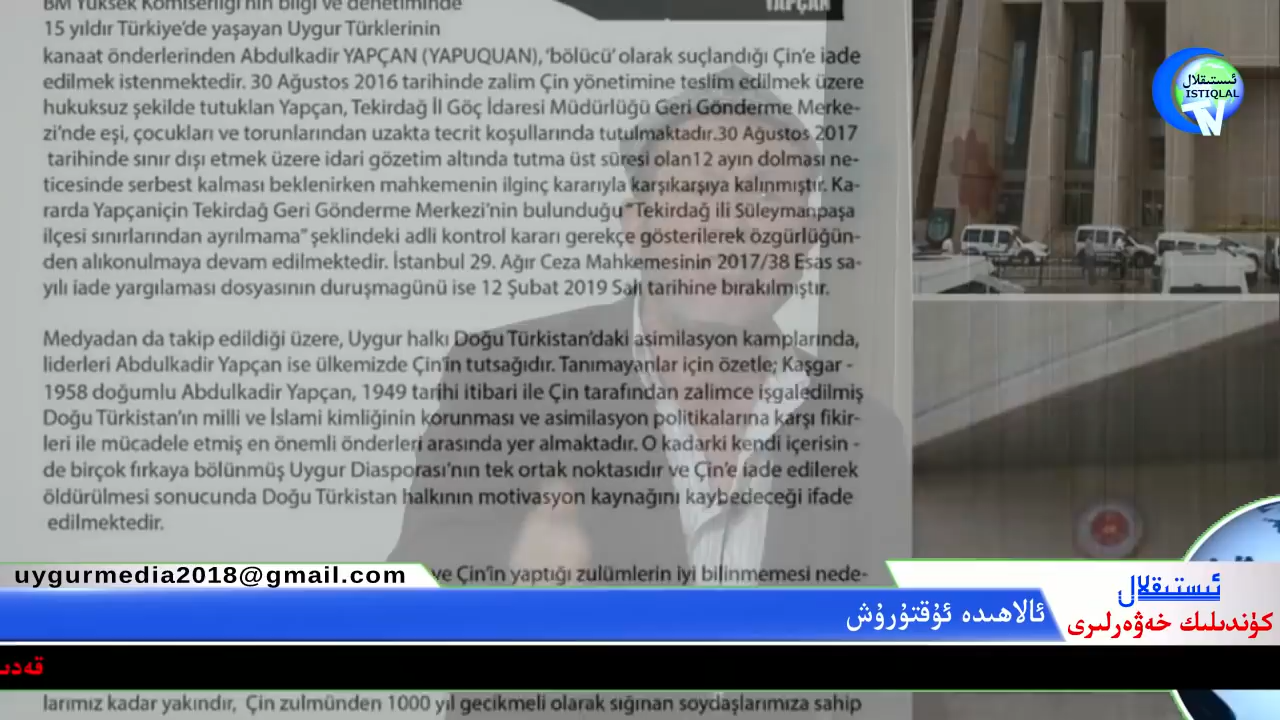 BM Yüksek Komiserliği'nin bilgi ve denetiminde
YAPÇAN
15 yıldır Türkiye'de yaşayan Uygur Türklerinin
kanaat önderlerinden Abdulkadir YAPÇAN (YAPUQUAN), 'bölücü' olarak suçlandığı Çin'e iade
edilmek istenmektedir. 30 Ağustos 2016 tarihinde zalim Çin yönetimine teslim edilmek üzere
hukuksuz şekilde tutuklan Yapçan, Tekirdağ İl Göç İdaresi Müdürlüğü Geri Gönderme Merke-
zi'nde eşi, çocukları ve torunlarından uzakta tecrit koşullarında tutulmaktadır.30 Ağustos 2017
tarihinde sınır dışı etmek üzere idari gözetim altında tutma üst süresi olan12 ayın dolması ne-
ticesinde serbest kalması beklenirken mahkemenin ilginç kararıyla karşıkarşıya kalınmıştır. Ka-
rarda Yapçaniçin Tekirdağ Geri Gönderme Merkezi'nin bulunduğu" Tekirdağ ili Süleymanpaşa
ilçesi sınırlarından ayrılmama" şeklindeki adli kontrol kararı gerekçe gösterilerek özgürlüğün-
den alıkonulmaya devam edilmektedir. İstanbul 29. Ağır Ceza Mahkemesinin 2017/38 Esas sa-
yılı iade yargılaması dosyasının duruşmagünü ise 12 Şubat 2019 Salı tarihine bırakılmıştır.
Medyadan da takip edildiği üzere, Uygur halkı Doğu Türkistan'daki asimilasyon kamplarında,
liderleri Abdulkadir Yapçan ise ülkemizde Çin'in tutsağıdır. Tanımayanlar için özetle; Kaşgar -
1958 doğumlu Abdulkadir Yapçan, 1949 tarihi itibari ile Çin tarafından zalimce işgaledilmiş
Doğu Türkistan'ın milli ve İslami kimliğinin korunması ve asimilasyon politikalarına karşı fikir-
leri ile mücadele etmiş en önemli önderleri arasında yer almaktadır. O kadarki kendi içerisin -
de birçok fırkaya bölünmüş Uygur Diasporası'nın tek ortak noktasıdır ve Çin'e iade edilerek
öldürülmesi sonucunda Doğu Türkistan halkının motivasyon kaynağını kaybedeceği ifade
edilmektedir.
ve Çin'in yaptığı zulümlerin iyi bilinmemesi nede-
larımız kadar yakındır, Çin zulmünden 1000 yıl gecikmeli olarak sığınan soydaşlarımıza sahip
ئىستىقلال
ISTIQLAL
TV
uygurmedia2018@gmail.com
ئالاھىدە ئۇقتۇرۇش
ئىستىقلال
كۈندىلىك خەۋەرلىرى
قەدى